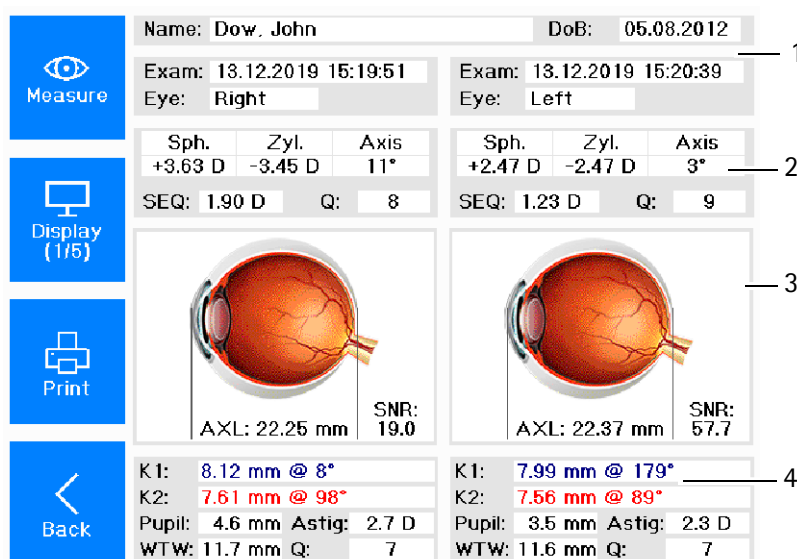 Measure
Display
(1/5)
Print
Back
Name: Dow, John DoB: 05.08.2012
1
Exam: 13.12.2019 15:19:51
Eye: Right
Exam: 13.12.2019 15:20:39
Eye: Left
Sph. Zyl. Axis
+3.63 D -3.45 D 11°
SEQ: 1.90 D Q: 8
Sph. Zyl. Axis
+2.47 D -2.47 D 3°
SEQ: 1.23 D Q: 9
2
AXL: 22.25 mm
SNR:
19.0
AXL: 22.37 mm
SNR:
57.7
3
K1: 8.12 mm @ 8°
K2: 7.61 mm @ 98°
Pupil: 4.6 mm Astig: 2.7 D
WTW: 11.7 mm Q: 7
K1: 7.99 mm @ 179°
K2: 7.56 mm @ 89°
Pupil: 3.5 mm Astig: 2.3 D
WTW: 11.6 mm Q: 7
4